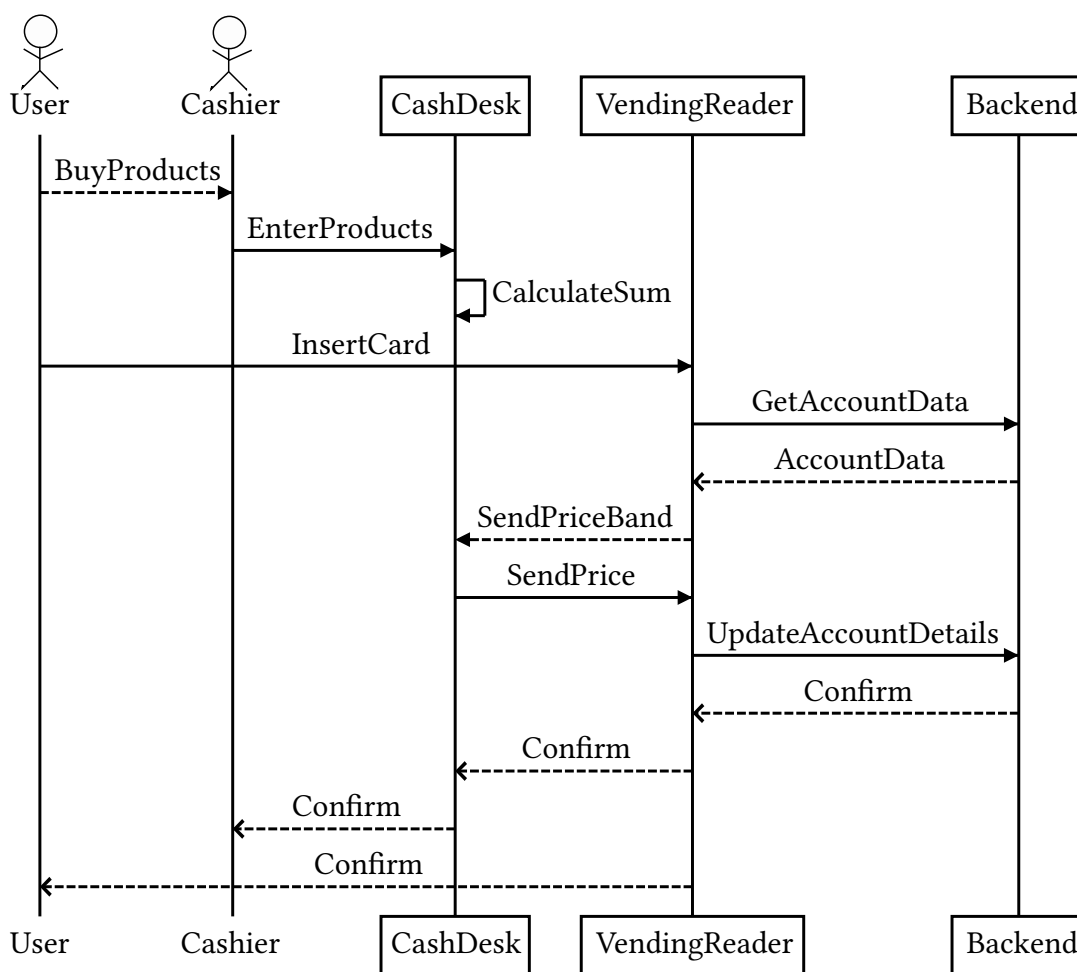 User
Cashier
CashDesk
VendingReader
Backend
BuyProducts
EnterProducts
CalculateSum
InsertCard
GetAccountData
AccountData
SendPriceBand
SendPrice
UpdateAccountDetails
Confirm
Confirm
Confirm
Confirm
User
Cashier
CashDesk
VendingReader
Backend